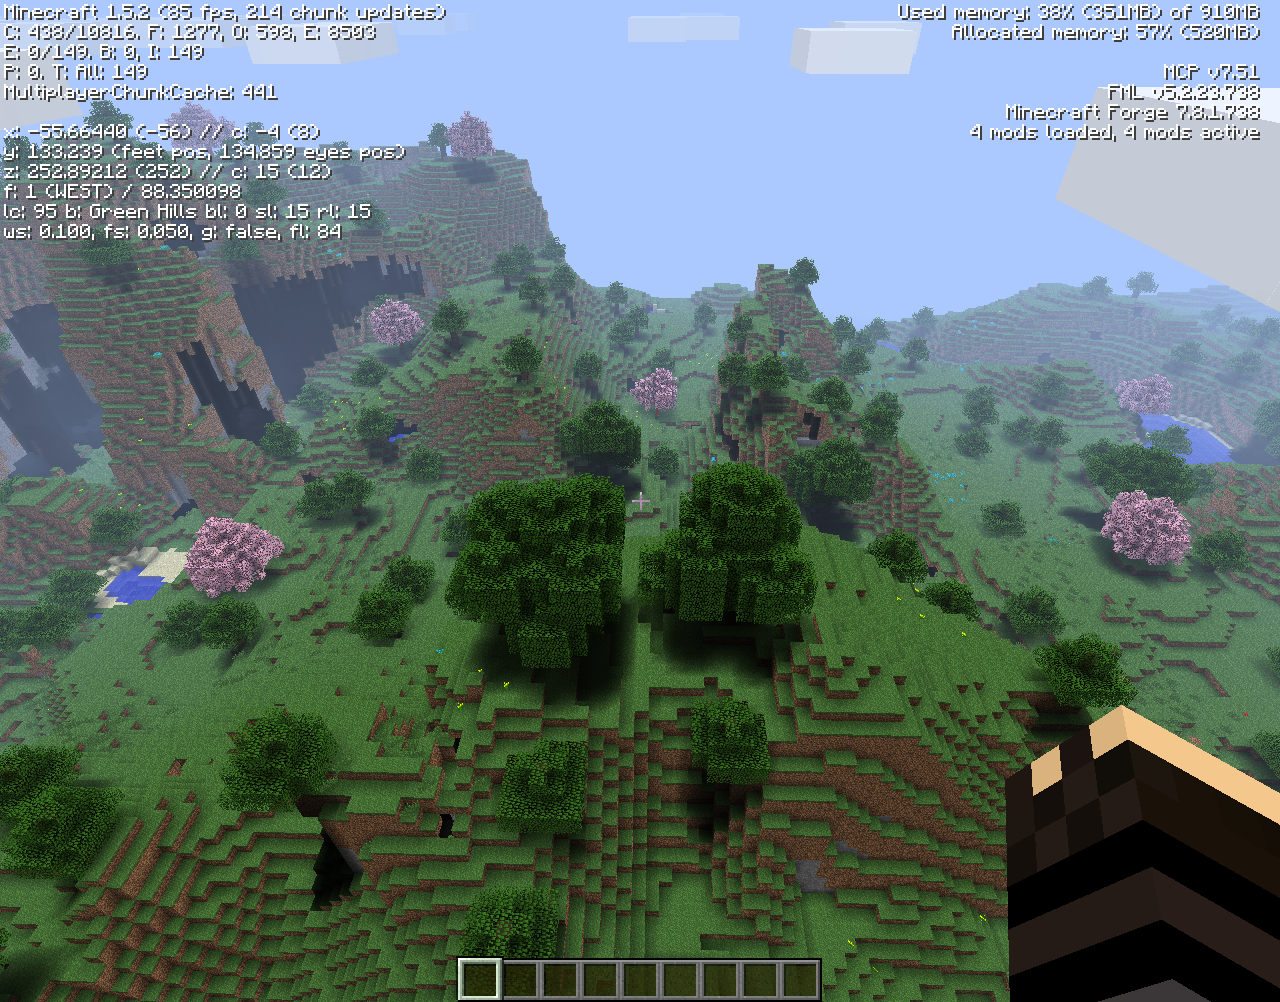 Minecraft 1.5.2 (85 fps, 214 chunk updates)
C: 438/10816. F: 1277, O: 598, E: 8503
E: 0/149. B: 0, I: 149
P: 0. T: All: 149
MultiplayerChunkCache: 441
x: -55.66440 (-56) // c: -4 (8)
y: 133.239 (feet pos, 134.859 eyes pos)
z: 252.89212 (252) // c: 15 (12)
f: 1 (WEST) / 88.350098
lc: 95 b: Green Hills bl: 0 sl: 15 rl: 15
ws: 0.100, fs: 0.050, g: false, fl: 84
Used memory: 38% (351MB) of 910MB
Allocated memory: 57% (520MB)
MCP v7.51
FML v5.2.23.738
Minecraft Forge 7.8.1.738
4 mods loaded, 4 mods active